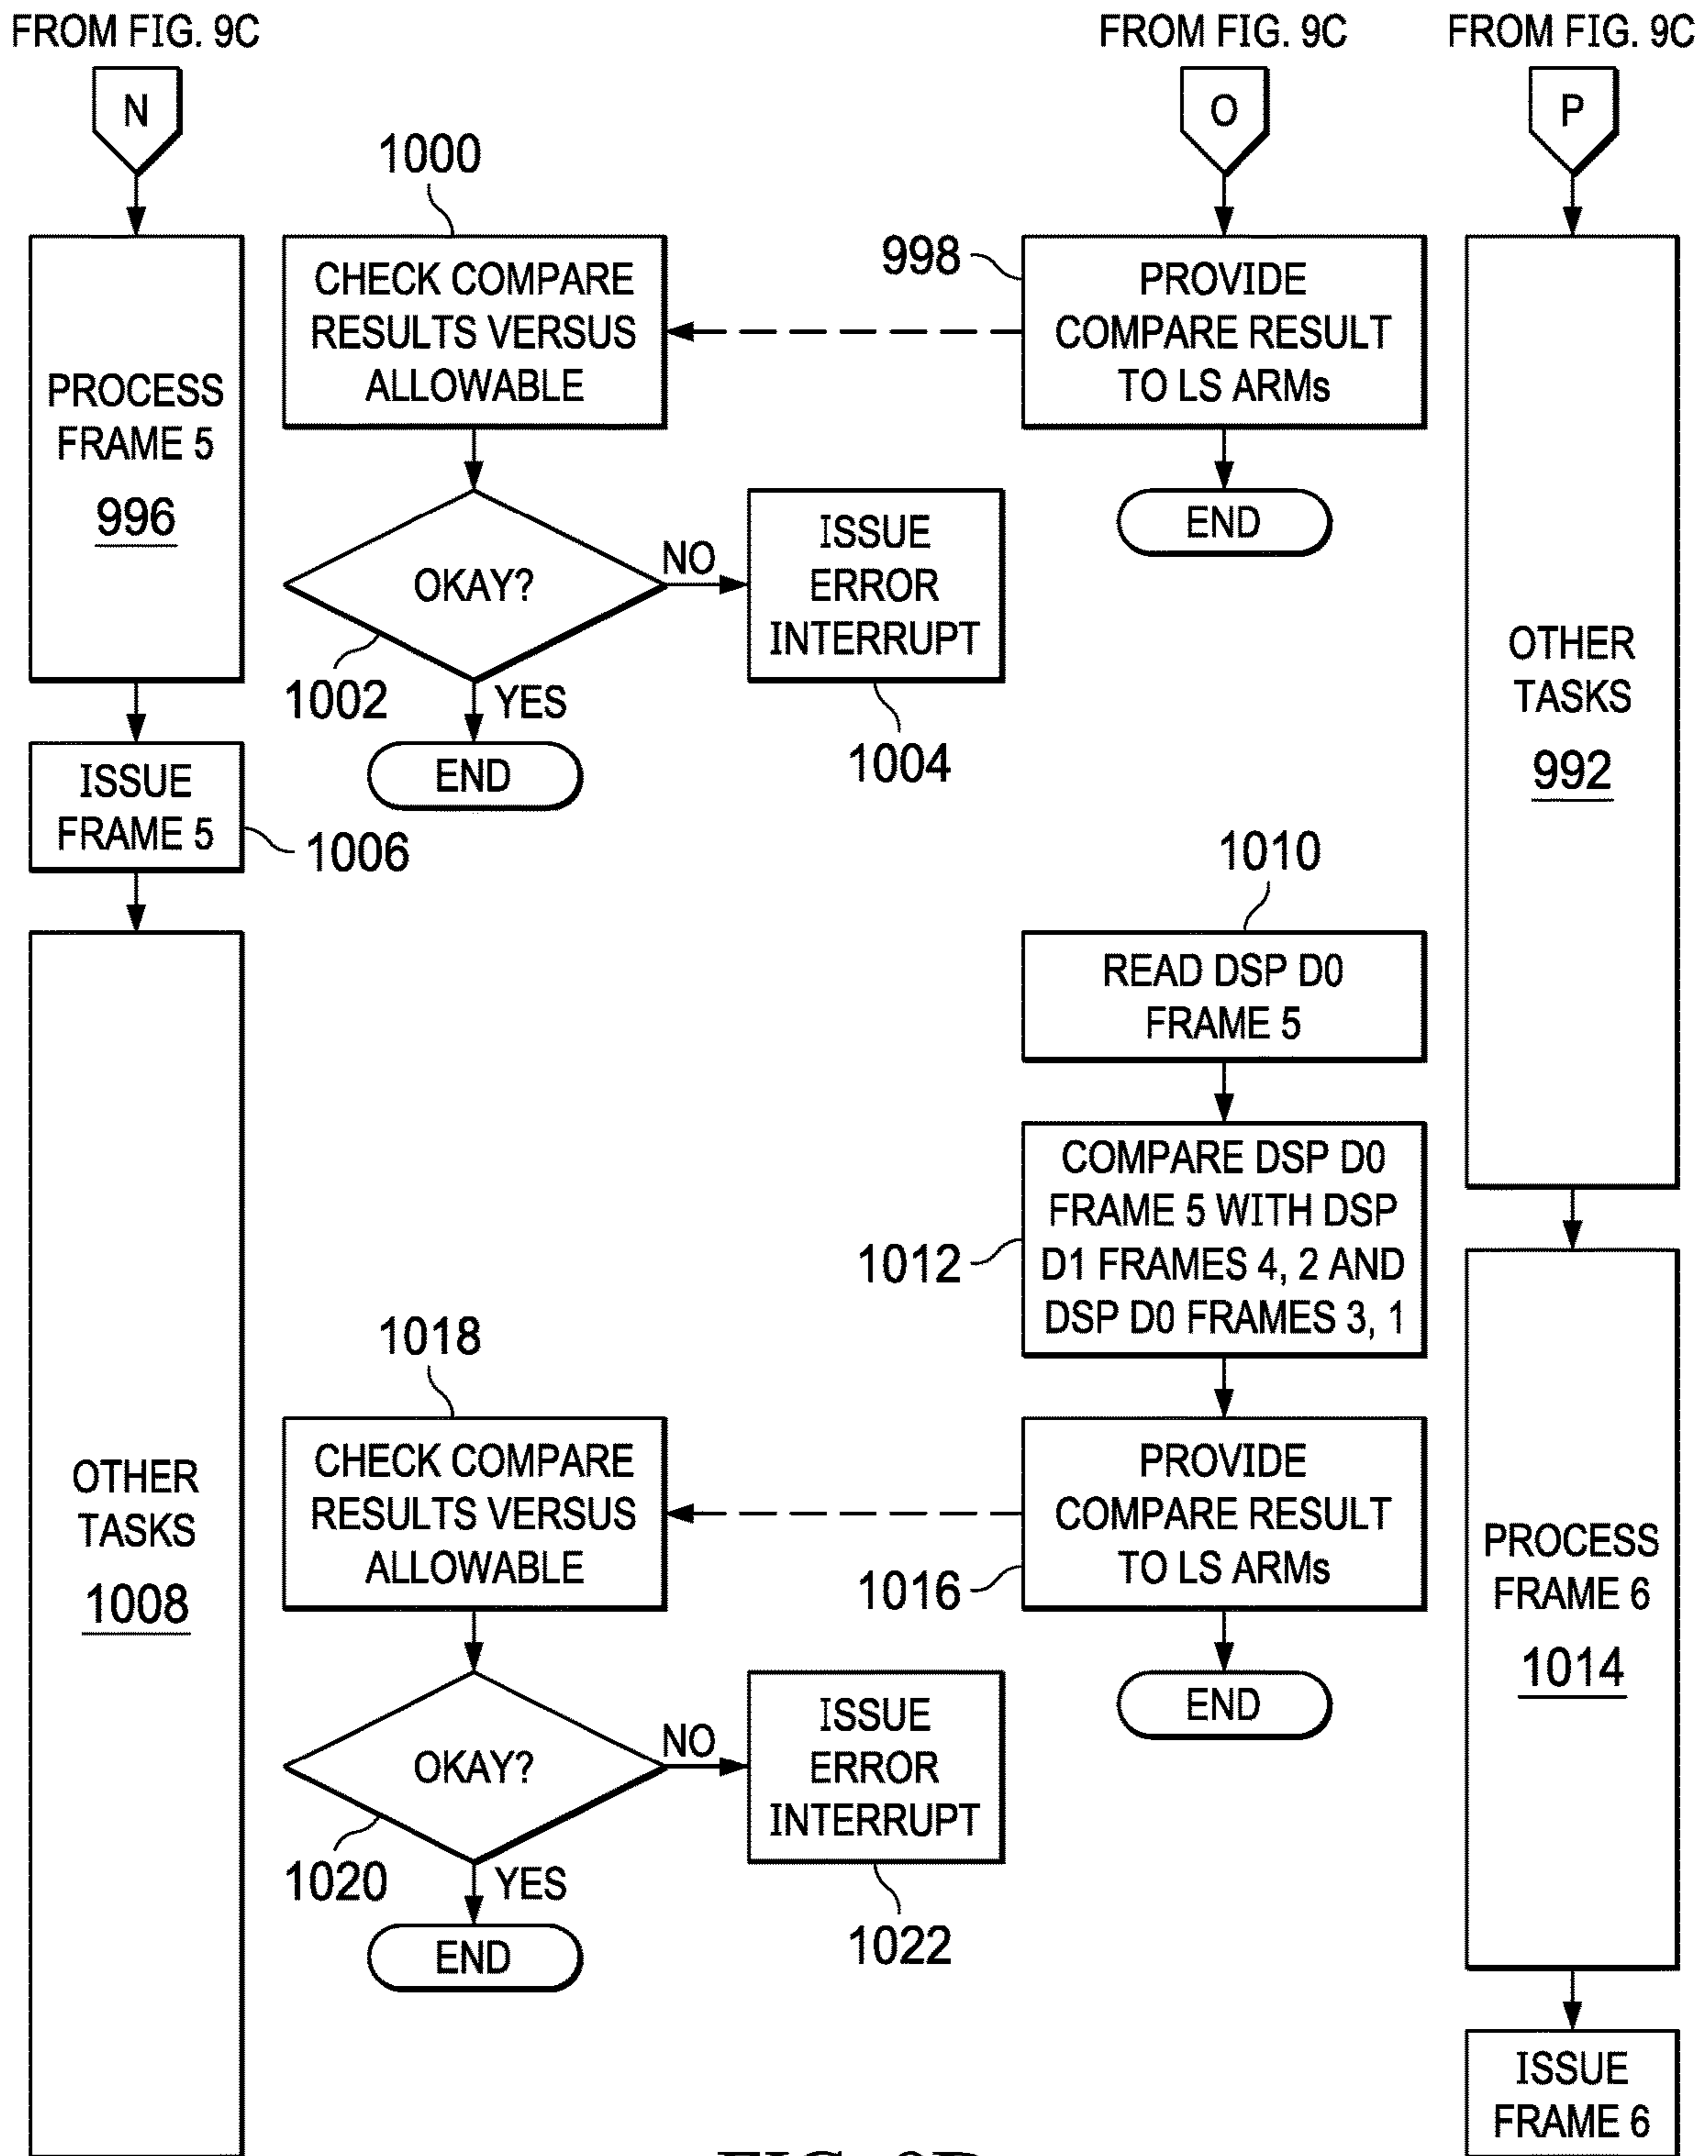 FROM FIG. 9C
N
PROCESS
FRAME 5
996
ISSUE
FRAME 5
1006
OTHER
TASKS
1008
1000
CHECK COMPARE
RESULTS VERSUS
ALLOWABLE
OKAY?
1002
NO
ISSUE
ERROR
INTERRUPT
1004
YES
END
FROM FIG. 9C
O
998
PROVIDE
COMPARE RESULT
TO LS ARMs
END
1010
READ DSP D0
FRAME 5
1012
COMPARE DSP D0
FRAME 5 WITH DSP
D1 FRAMES 4, 2 AND
DSP D0 FRAMES 3, 1
PROVIDE
COMPARE RESULT
TO LS ARMs
1016
END
1018
CHECK COMPARE
RESULTS VERSUS
ALLOWABLE
OKAY?
1020
NO
ISSUE
ERROR
INTERRUPT
1022
YES
END
FROM FIG. 9C
P
OTHER
TASKS
992
PROCESS
FRAME 6
1014
ISSUE
FRAME 6